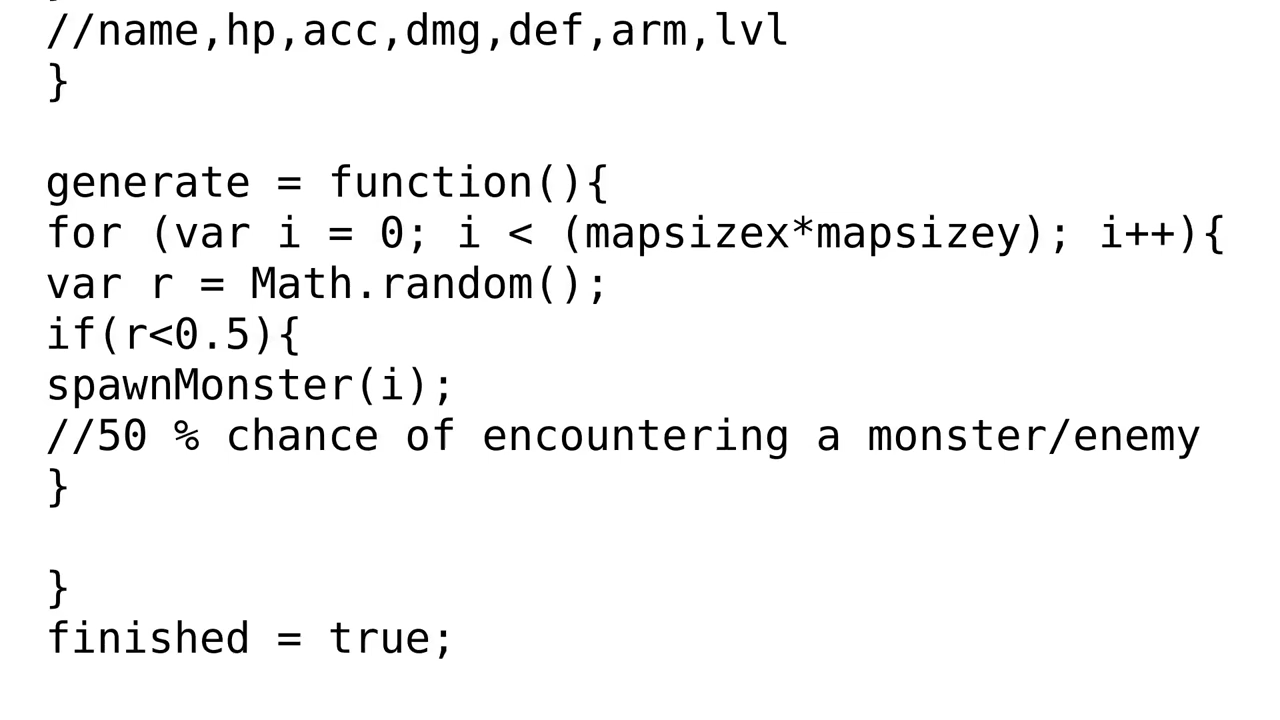 //name,hp,acc,dmg,def,arm,lvl
}
generate = function(){
for (var i = 0; i < (mapsizex*mapsizey); i++){
var r = Math.random();
if(r<0.5){
spawnMonster(i);
//50 % chance of encountering a monster/enemy
}
}
finished = true;